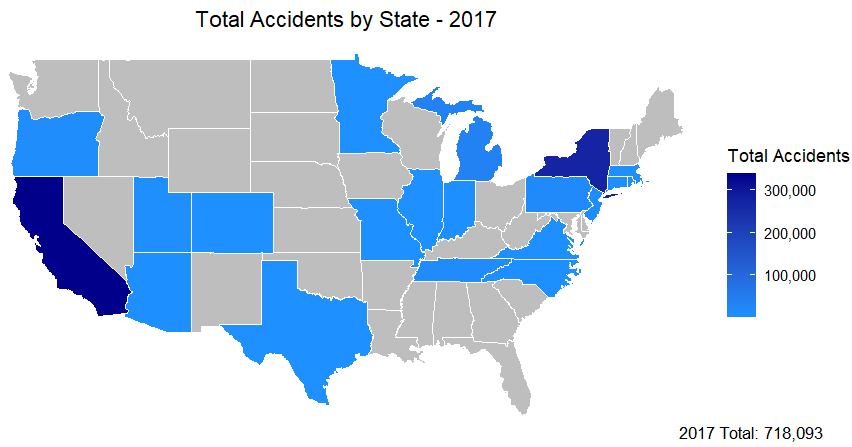 Total Accidents by State - 2017
Total Accidents
300,000
200,000
100,000
2017 Total: 718,093